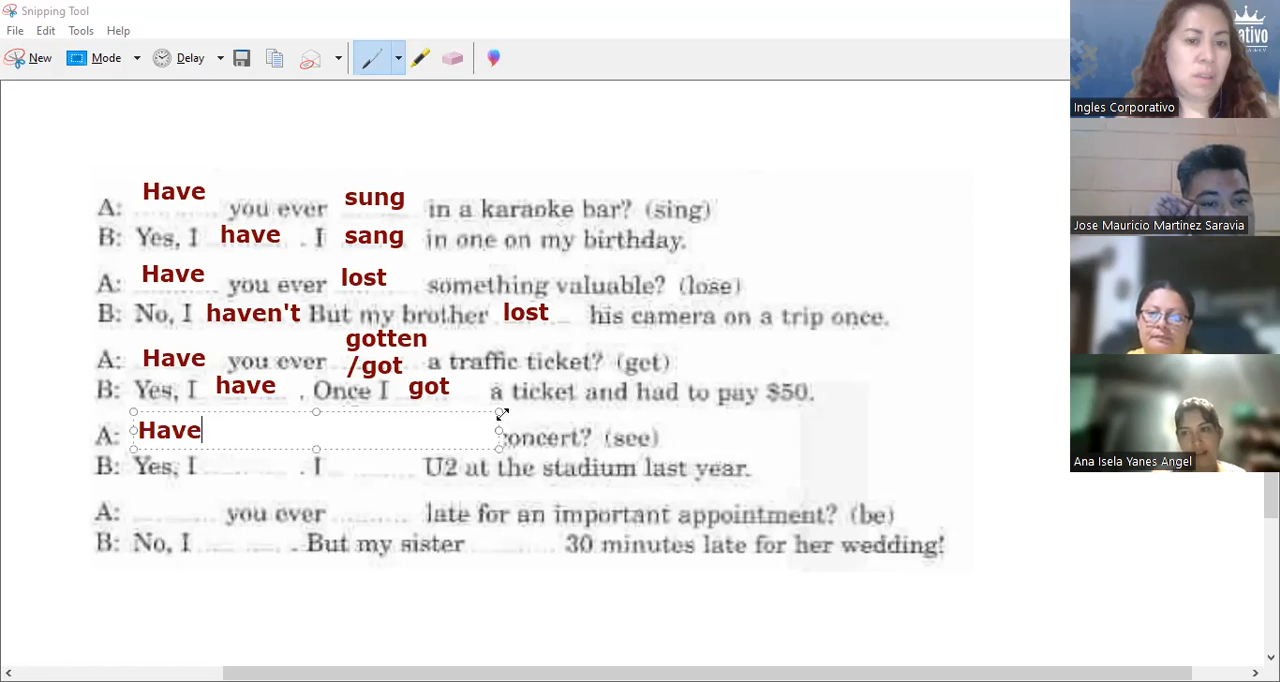 Snipping Tool
File Edit Tools Help
New Mode Delay
ativo
Ingles Corporativo
Jose Mauricio Martinez Saravia
Ana Isela Yanes Angel
A: Have you ever sung in a karaoke bar? (sing)
B: Yes, I have . I sang in one on my birthday.
A: Have you ever lost something valuable? (lose)
B: No, I haven't But my brother lost his camera on a trip once.
A: Have you ever gotten /got a traffic ticket? (get)
B: Yes, I have . Once I got a ticket and had to pay $50.
A: Have concert? (see)
B: Yes, I . I U2 at the stadium last year.
A: you ever late for an important appointment? (be)
B: No, I . But my sister 30 minutes late for her wedding!